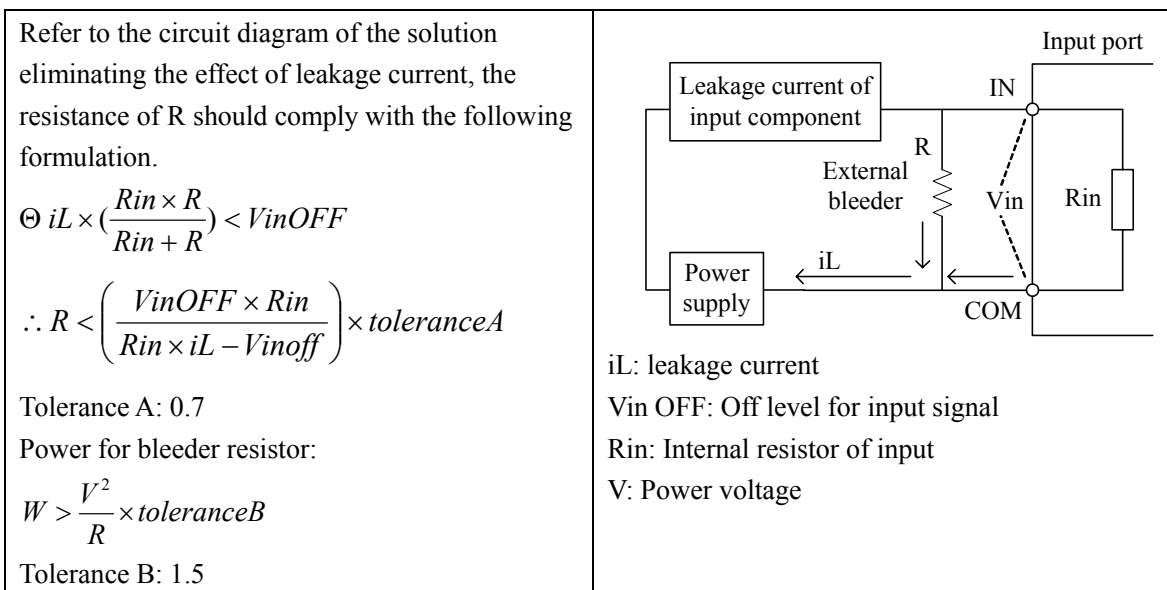 Refer to the circuit diagram of the solution
eliminating the effect of leakage current, the
resistance of R should comply with the following
formulation.
Θ iL × (Rin × R / Rin + R) < VinOFF
∴ R < (VinOFF × Rin / Rin × iL − Vinoff) × toleranceA
Tolerance A: 0.7
Power for bleeder resistor:
W > V² / R × toleranceB
Tolerance B: 1.5
Input port
Leakage current of
input component
IN
R
External
bleeder
Vin
Rin
Power
supply
iL
COM
iL: leakage current
Vin OFF: Off level for input signal
Rin: Internal resistor of input
V: Power voltage